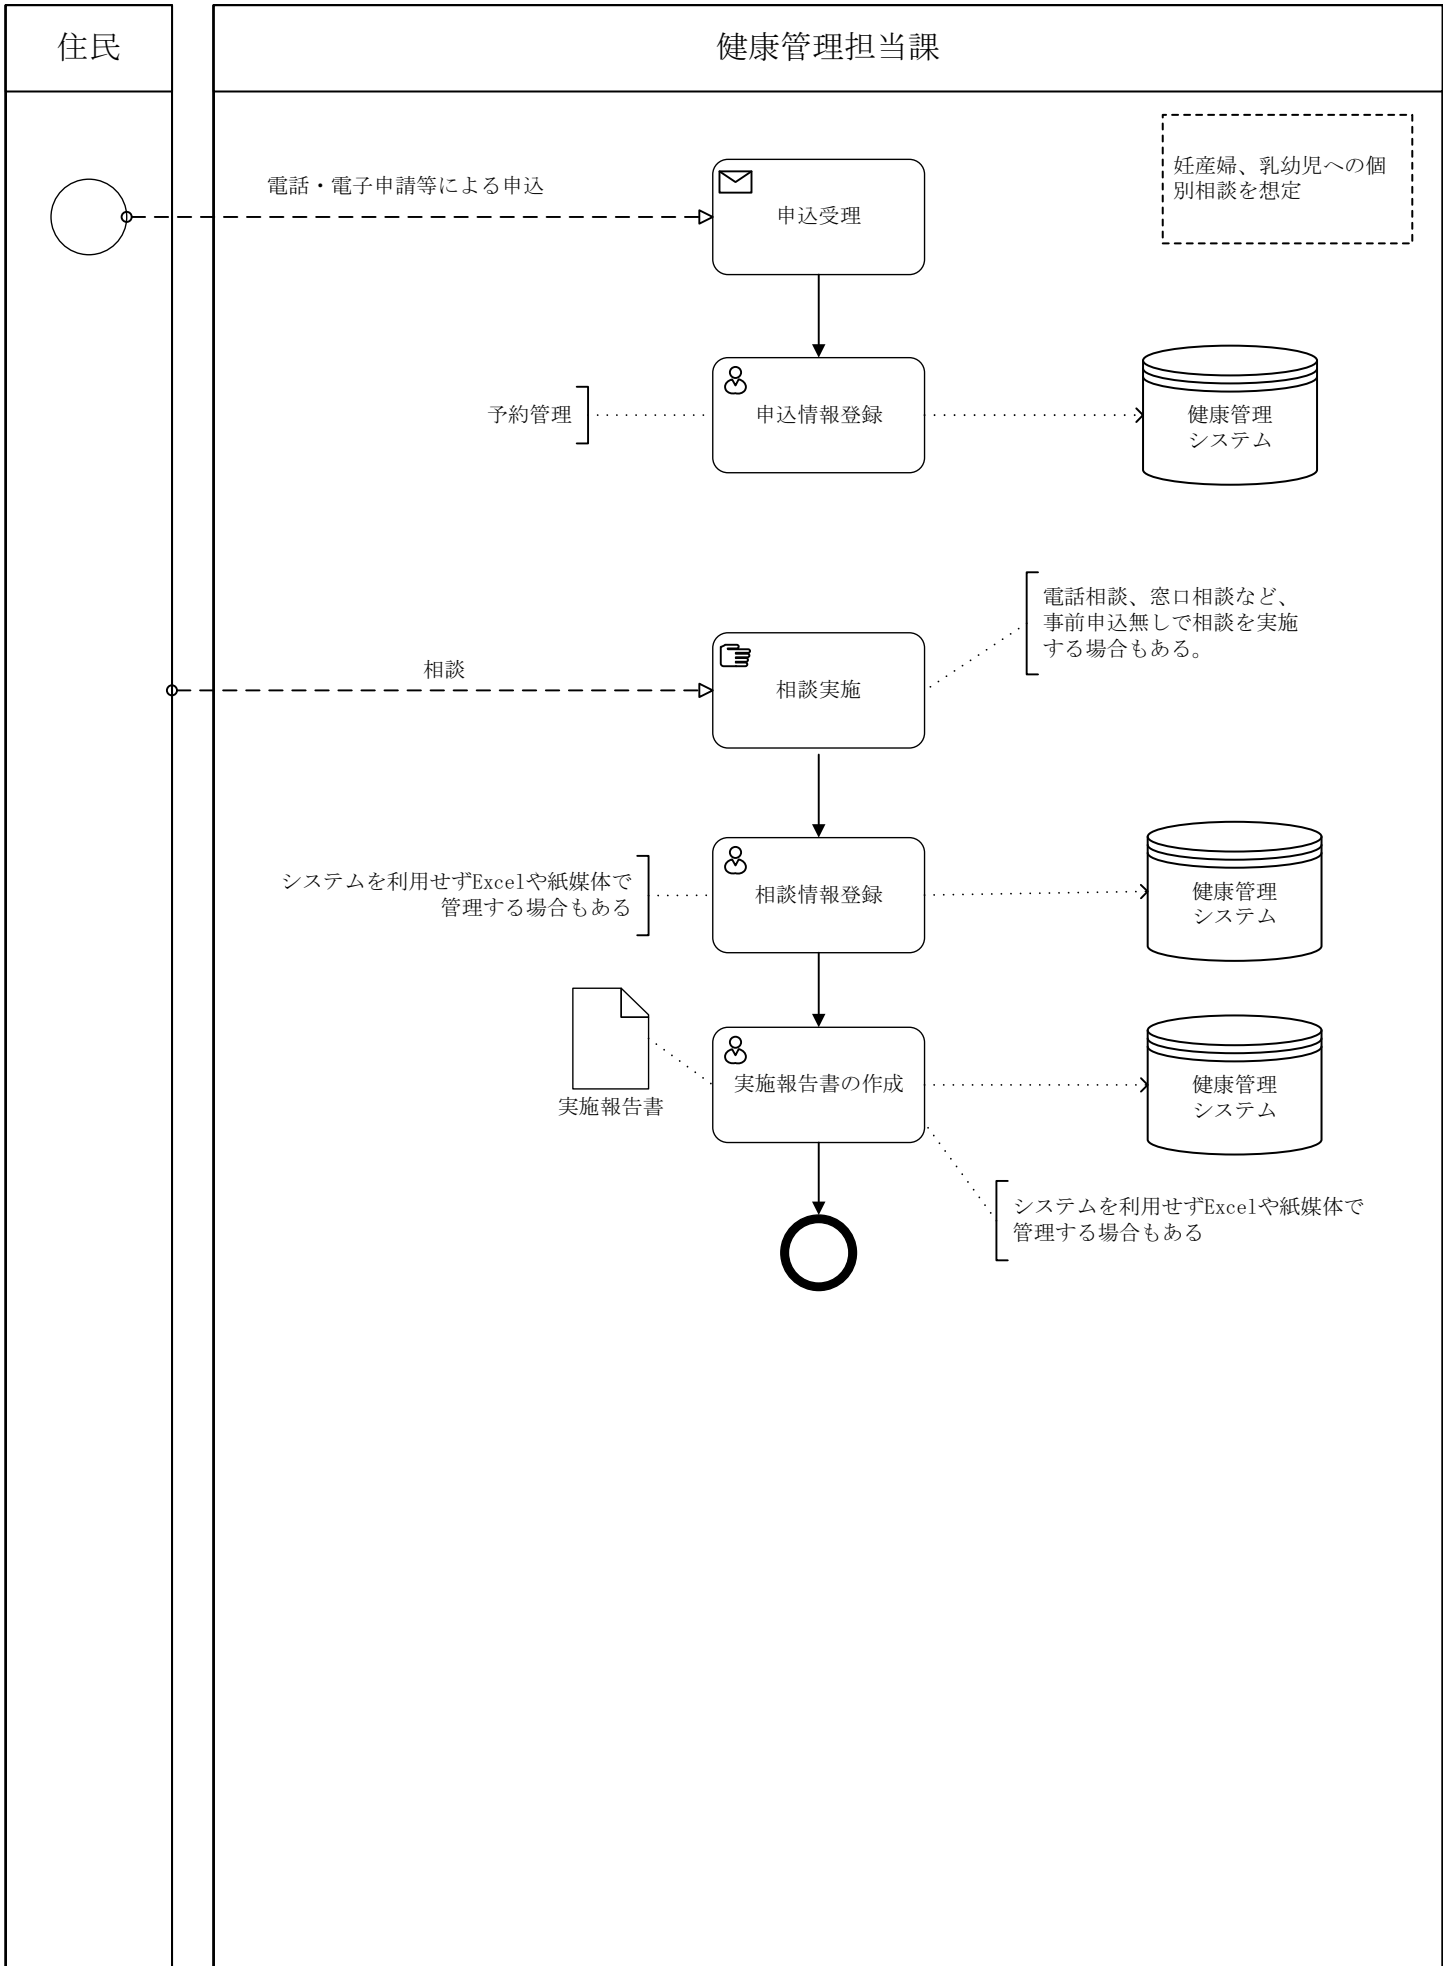 住民
健康管理担当課
電話・電子申請等による申込
申込受理
妊産婦、乳幼児への個
別相談を想定
予約管理
申込情報登録
健康管理
システム
電話相談、窓口相談など、
事前申込無しで相談を実施
する場合もある。
相談
相談実施
システムを利用せずExcelや紙媒体で
管理する場合もある
相談情報登録
健康管理
システム
実施報告書
実施報告書の作成
健康管理
システム
システムを利用せずExcelや紙媒体で
管理する場合もある